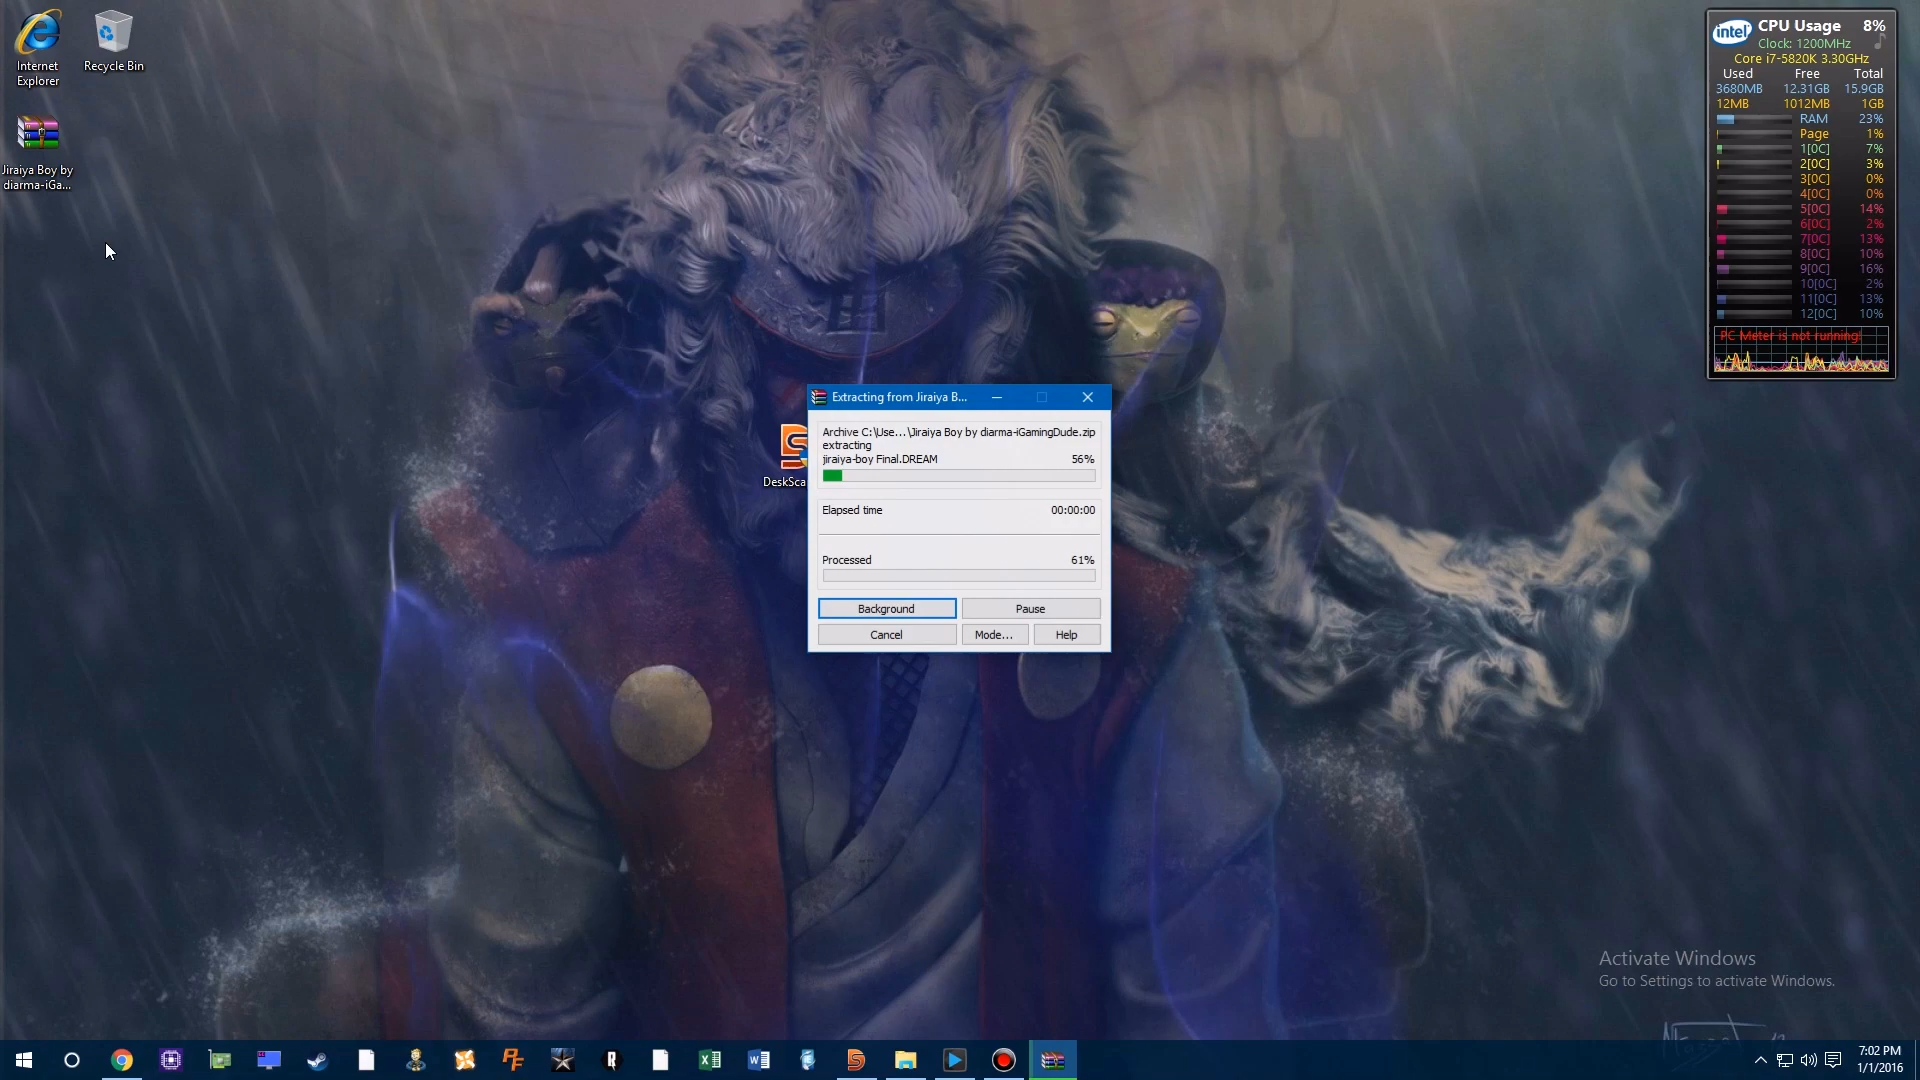 Internet
Explorer
Recycle Bin
Jiraiya Boy by
diarma-iGa...
intel
CPU Usage 8%
Clock: 1200MHz
Core i7-5820K 3.30GHz
Used Free Total
3680MB 12.31GB 15.9GB
12MB 1012MB 1GB
RAM 23%
Page 1%
1[0C] 7%
2[0C] 3%
3[0C] 0%
4[0C] 0%
5[0C] 14%
6[0C] 2%
7[0C] 13%
8[0C] 10%
9[0C] 16%
10[0C] 2%
11[0C] 13%
12[0C] 10%
PC Meter is not running!
Extracting from Jiraiya B...
Archive C:\Use...\Jiraiya Boy by diarma-iGamingDude.zip
extracting
jiraiya-boy Final.DREAM 56%
Elapsed time 00:00:00
Processed 61%
Background Pause
Cancel Mode... Help
DeskSca
Activate Windows
Go to Settings to activate Windows.
7:02 PM
1/1/2016